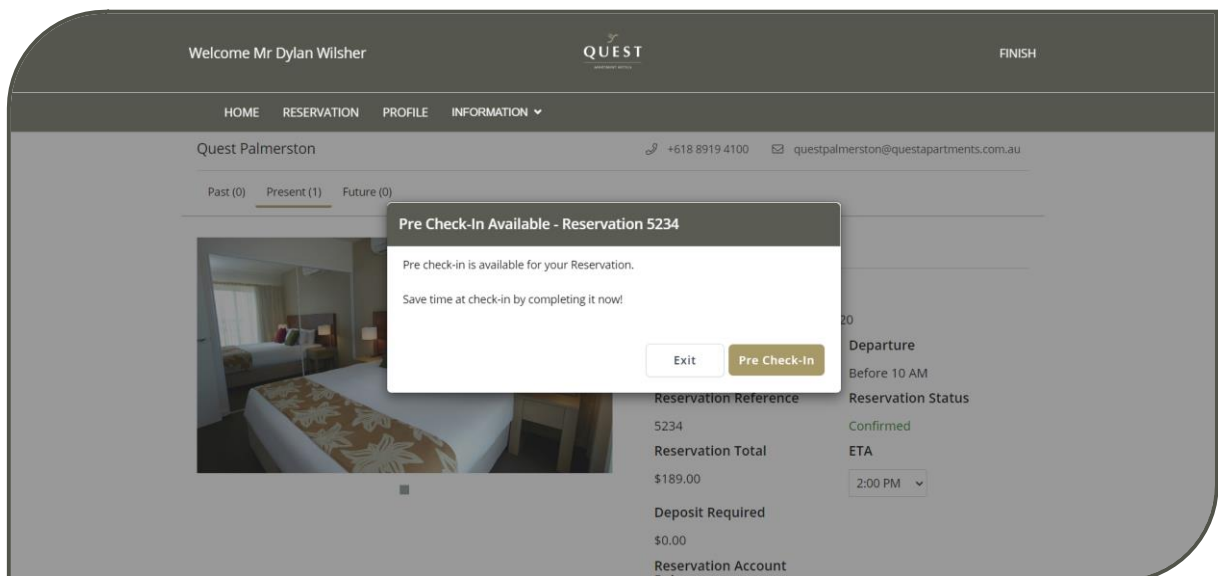 Welcome Mr Dylan Wilsher
QUEST
FINISH
HOME RESERVATION PROFILE INFORMATION
Quest Palmerston
+618 8919 4100 questpalmerston@questapartments.com.au
Past (0) Present (1) Future (0)
Pre Check-In Available - Reservation 5234
Pre check-in is available for your Reservation.
Save time at check-in by completing it now!
Exit Pre Check-In
20
Departure
Before 10 AM
Reservation Reference Reservation Status
5234 Confirmed
Reservation Total ETA
$189.00 2:00 PM
Deposit Required
$0.00
Reservation Account